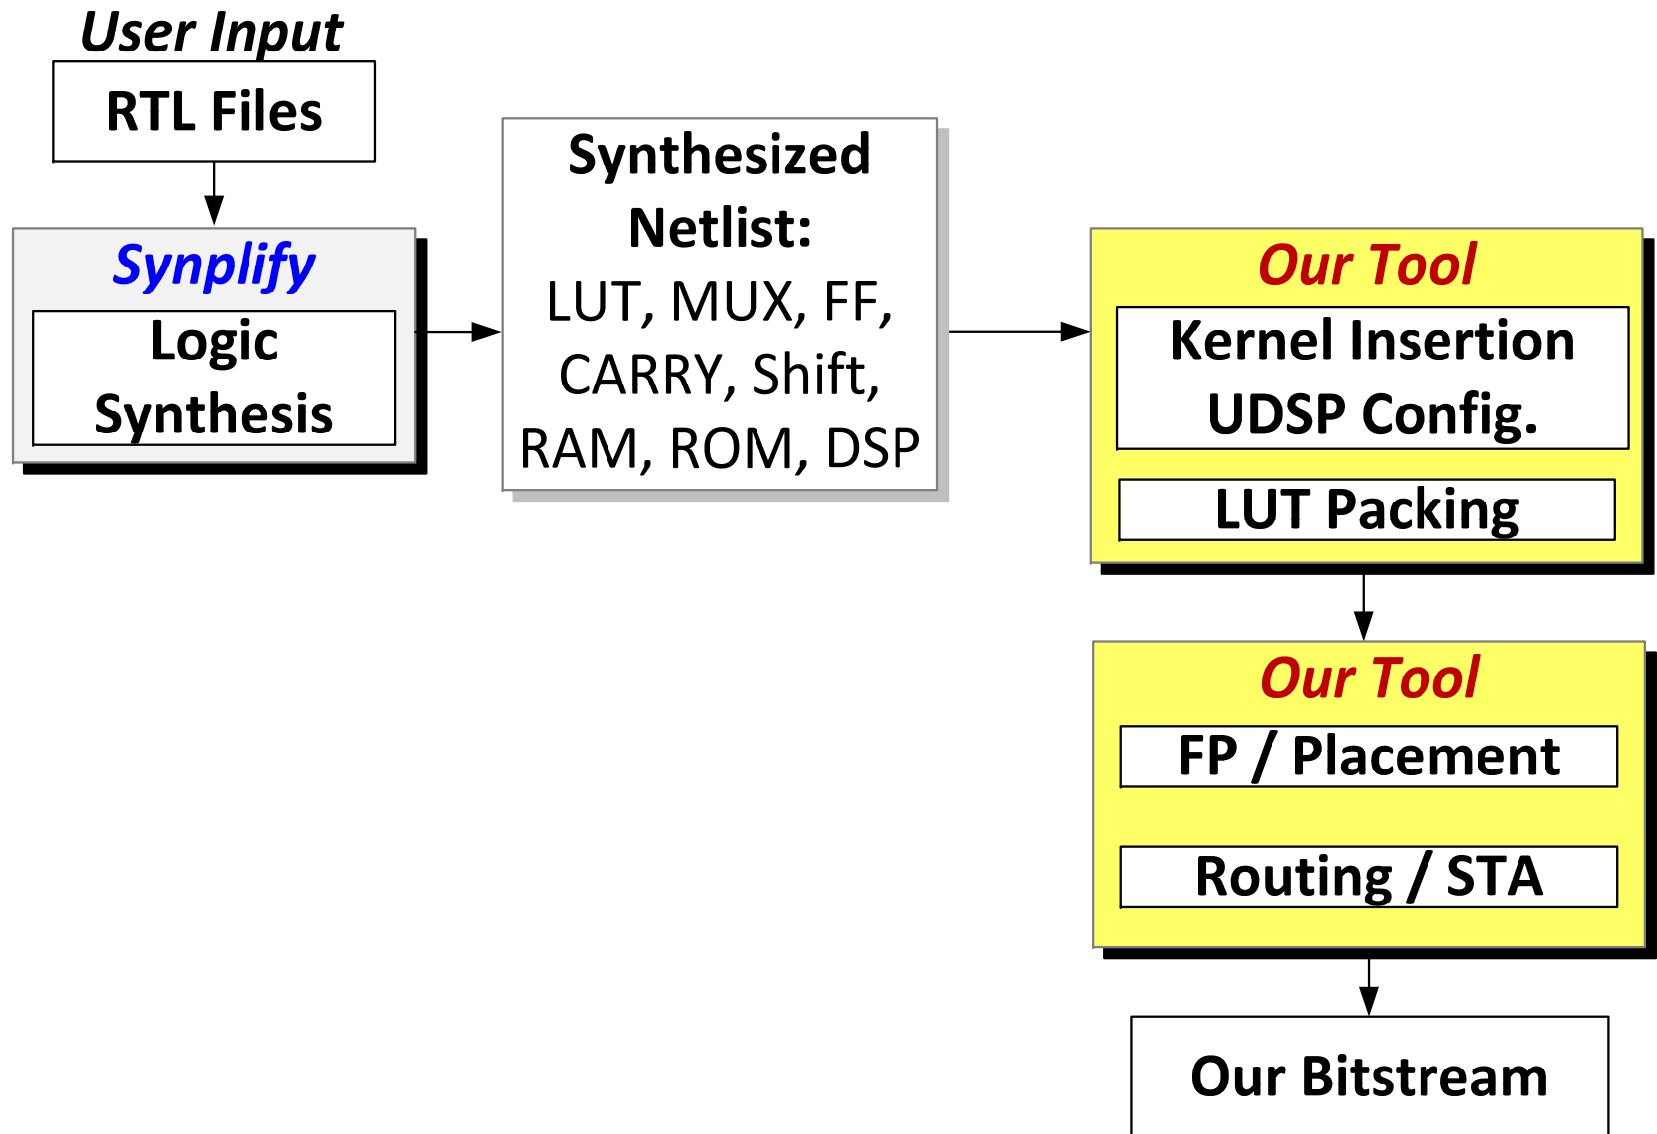 User Input
RTL Files
Synplify
Logic
Synthesis
Synthesized
Netlist:
LUT, MUX, FF,
CARRY, Shift,
RAM, ROM, DSP
Our Tool
Kernel Insertion
UDSP Config.
LUT Packing
Our Tool
FP / Placement
Routing / STA
Our Bitstream